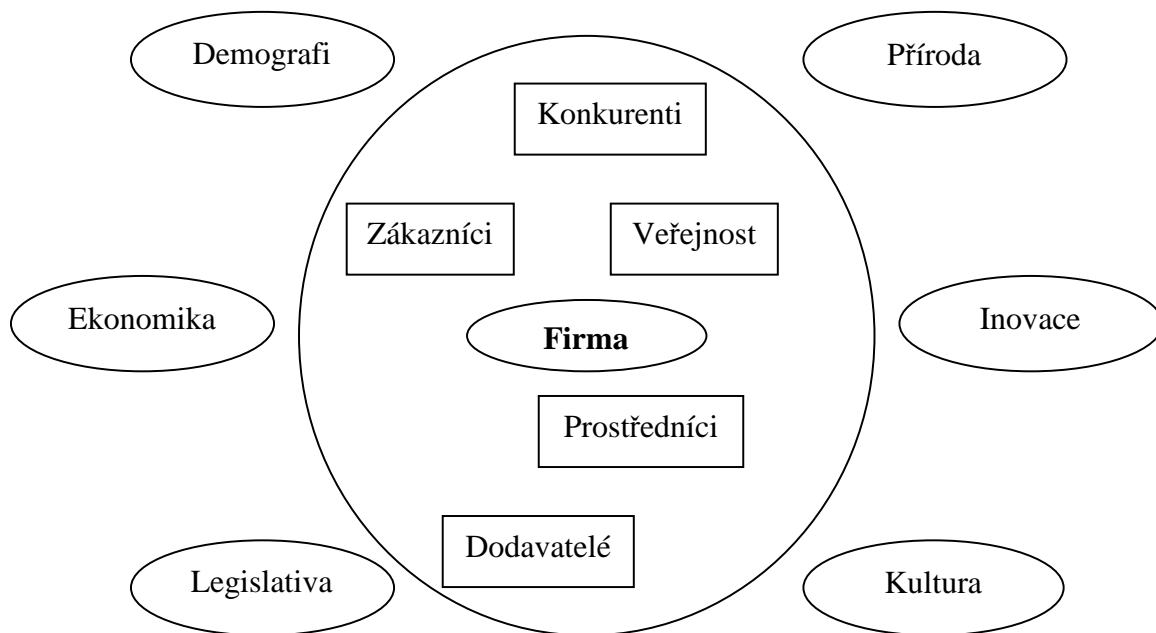 Demografi
Příroda
Konkurenti
Zákazníci
Veřejnost
Ekonomika
Firma
Inovace
Prostředníci
Dodavatelé
Legislativa
Kultura